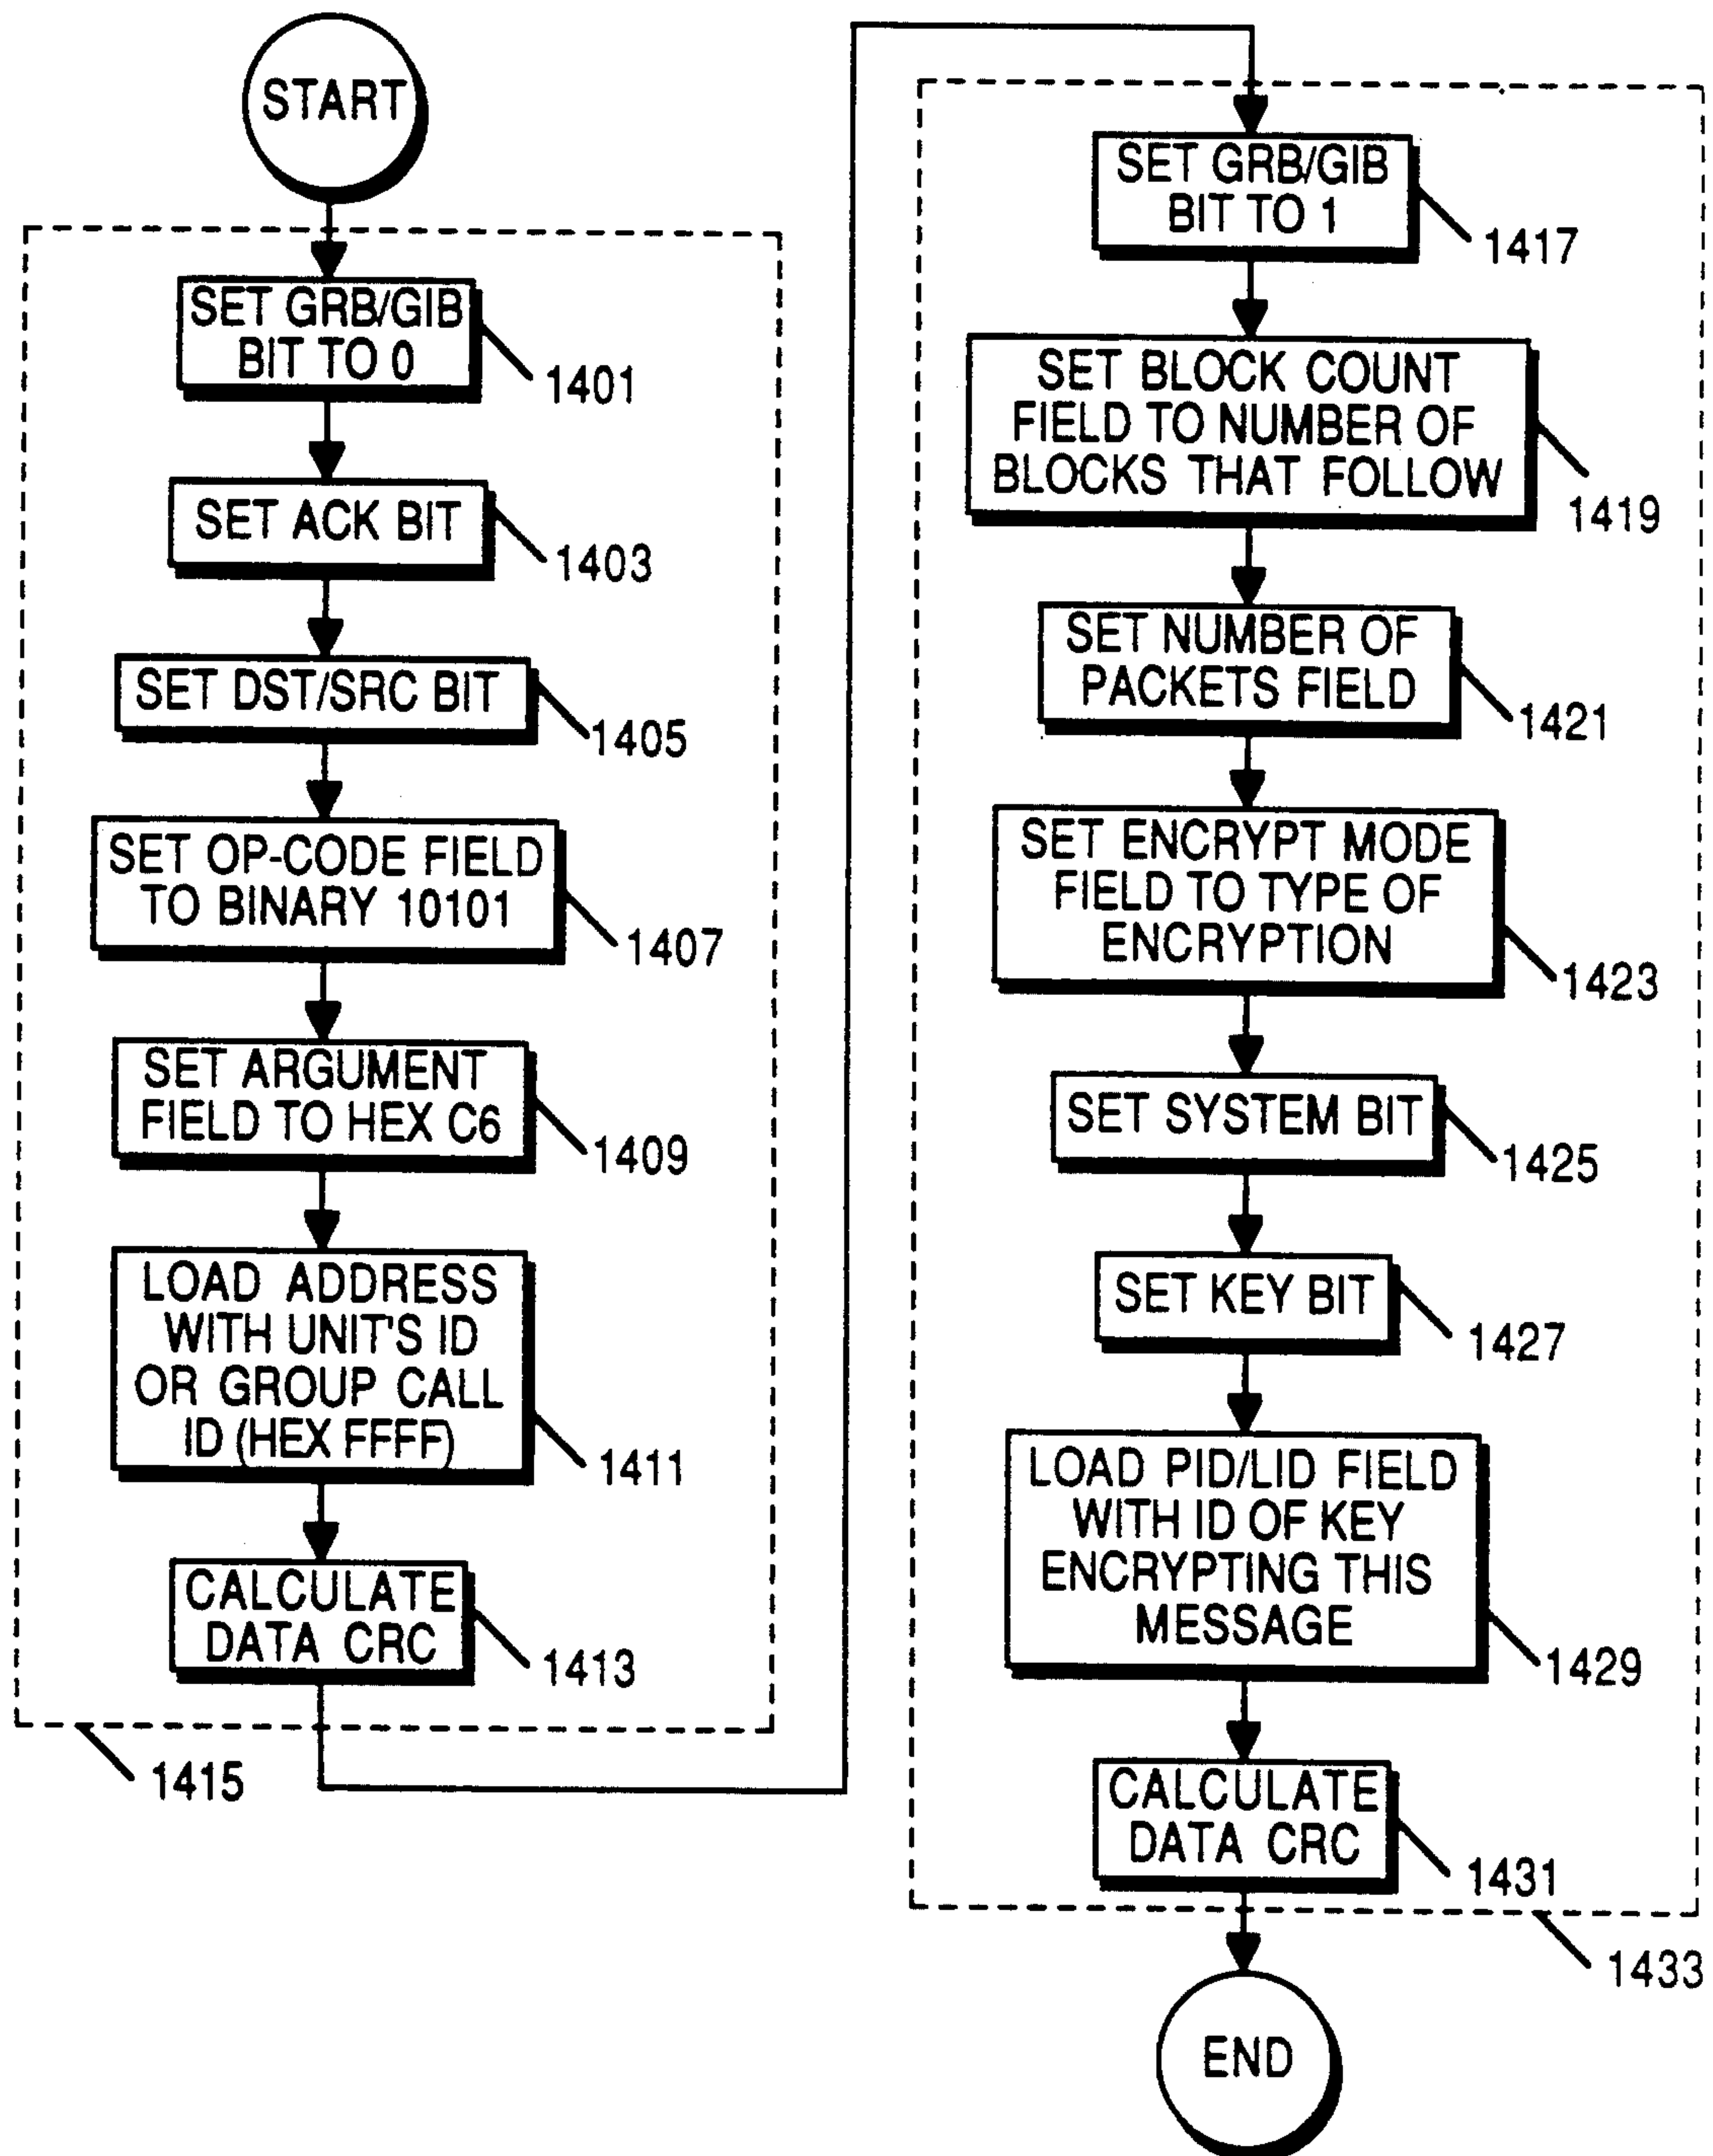 START
SET GRB/GIB
BIT TO 0
1401
SET ACK BIT
1403
SET DST/SRC BIT
1405
SET OP-CODE FIELD
TO BINARY 10101
1407
SET ARGUMENT
FIELD TO HEX C6
1409
LOAD ADDRESS
WITH UNIT'S ID
OR GROUP CALL
ID (HEX FFFF)
1411
CALCULATE
DATA CRC
1413
1415
SET GRB/GIB
BIT TO 1
1417
SET BLOCK COUNT
FIELD TO NUMBER OF
BLOCKS THAT FOLLOW
1419
SET NUMBER OF
PACKETS FIELD
1421
SET ENCRYPT MODE
FIELD TO TYPE OF
ENCRYPTION
1423
SET SYSTEM BIT
1425
SET KEY BIT
1427
LOAD PID/LID FIELD
WITH ID OF KEY
ENCRYPTING THIS
MESSAGE
1429
CALCULATE
DATA CRC
1431
1433
END